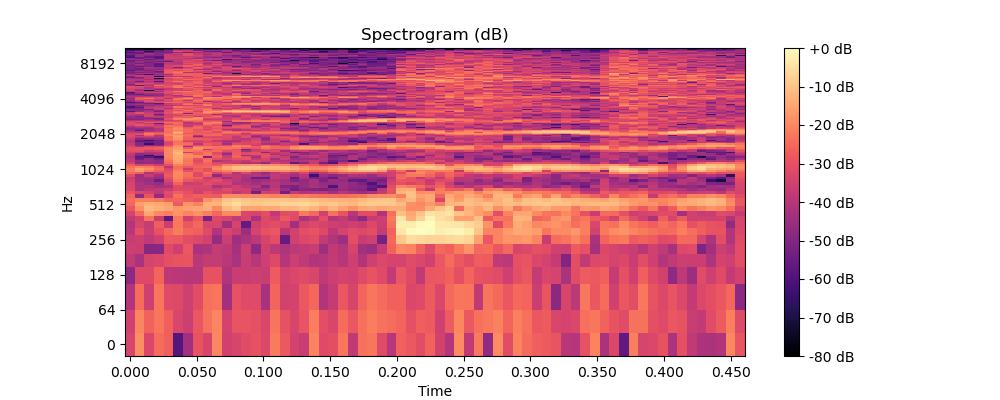 Spectrogram (dB)
8192
4096
2048
1024
512
256
128
64
0
Hz
0.000 0.050 0.100 0.150 0.200 0.250 0.300 0.350 0.400 0.450
Time
+0 dB
-10 dB
-20 dB
-30 dB
-40 dB
-50 dB
-60 dB
-70 dB
-80 dB